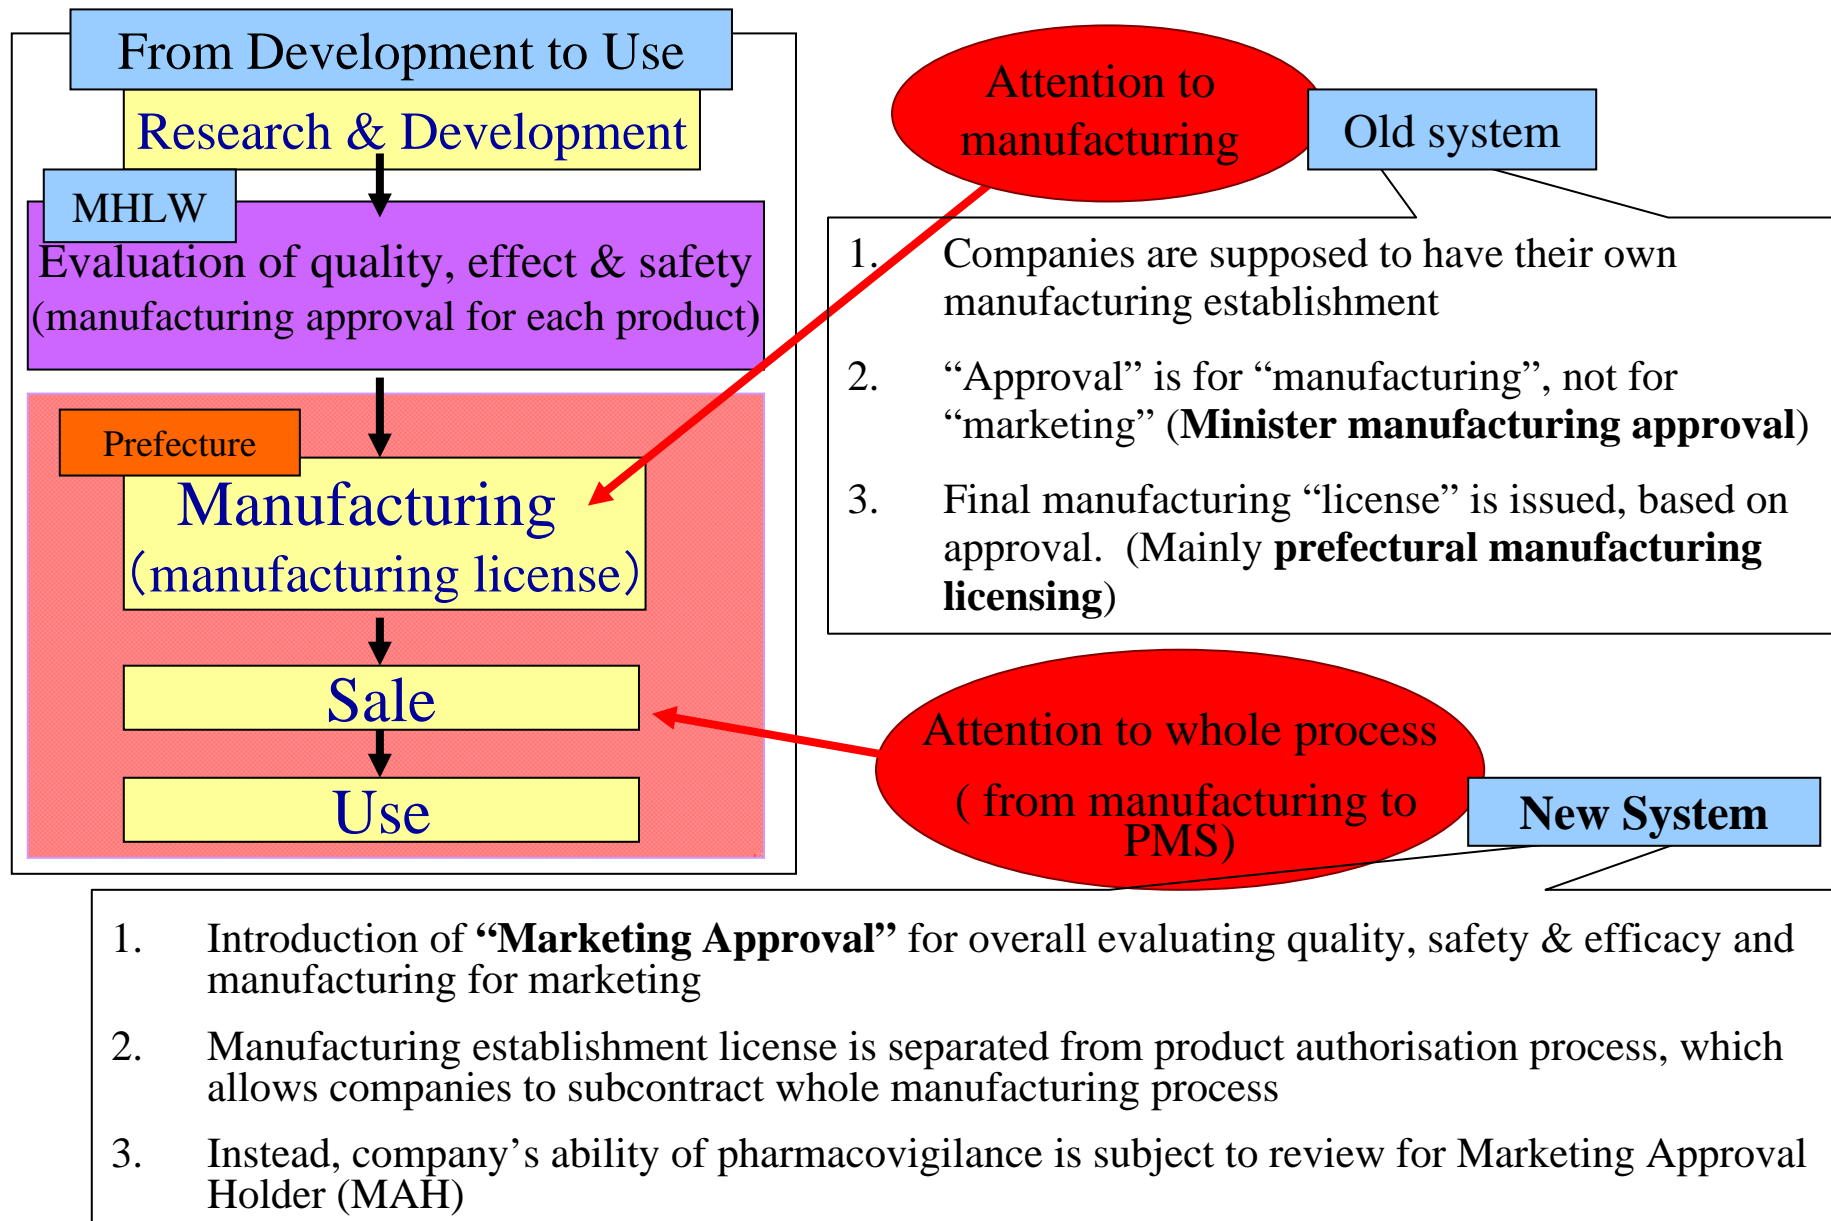 From Development to Use
Research & Development
MHLW
Evaluation of quality, effect & safety
(manufacturing approval for each product)
Prefecture
Manufacturing
（manufacturing license）
Sale
Use
Attention to
manufacturing
Old system
1. Companies are supposed to have their own
manufacturing establishment
2. “Approval” is for “manufacturing”, not for
“marketing” (Minister manufacturing approval)
3. Final manufacturing “license” is issued, based on
approval. (Mainly prefectural manufacturing
licensing)
Attention to whole process
( from manufacturing to
PMS)
New System
1. Introduction of “Marketing Approval” for overall evaluating quality, safety & efficacy and
manufacturing for marketing
2. Manufacturing establishment license is separated from product authorisation process, which
allows companies to subcontract whole manufacturing process
3. Instead, company’s ability of pharmacovigilance is subject to review for Marketing Approval
Holder (MAH)